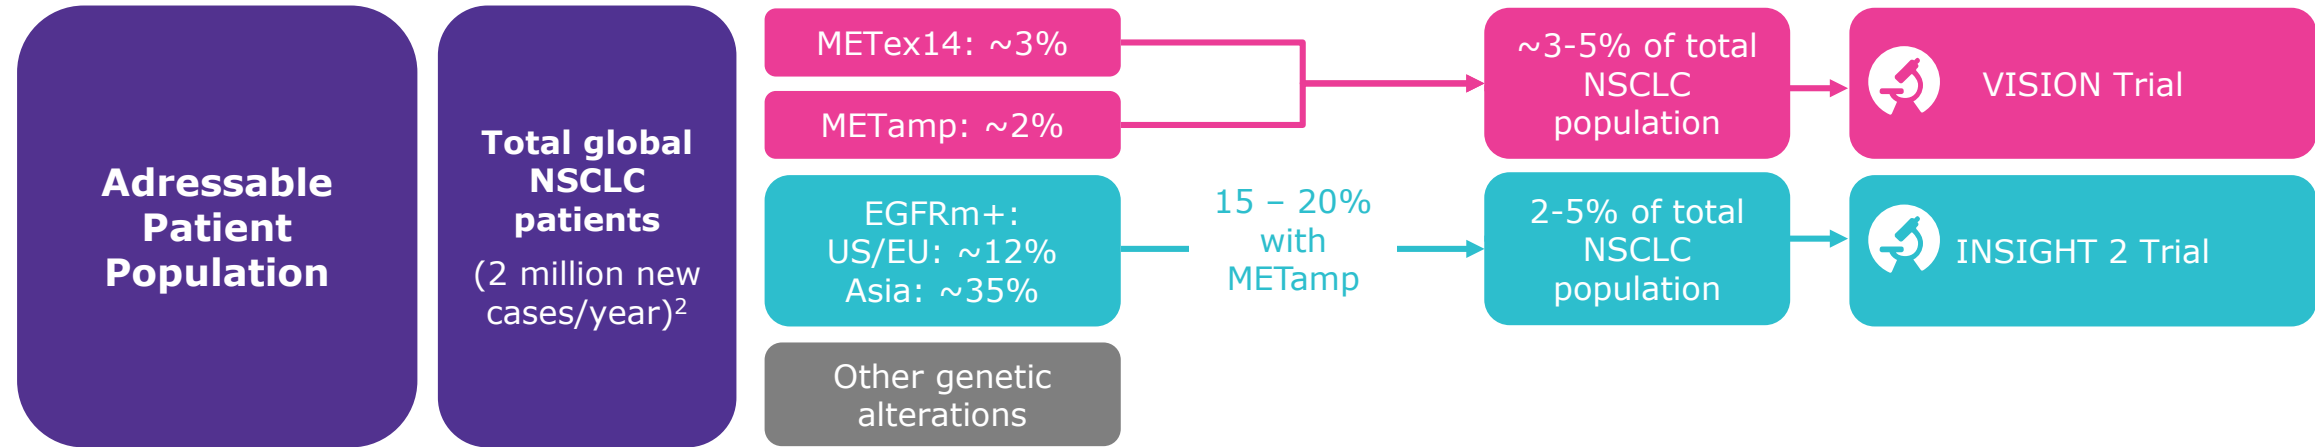 Adressable
Patient
Population
Total global
NSCLC
patients
(2 million new
cases/year)2
METex14: ~3%
METamp: ~2%
EGFRm+:
US/EU: ~12%
Asia: ~35%
Other genetic
alterations
15 – 20%
with
METamp
~3-5% of total
NSCLC
population
2-5% of total
NSCLC
population
VISION Trial
INSIGHT 2 Trial